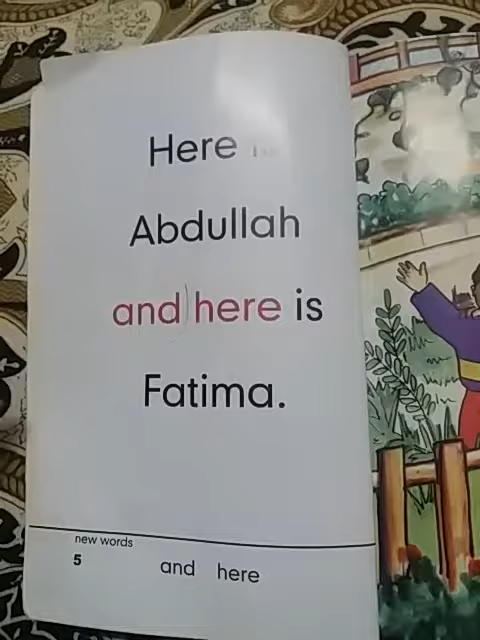 Here
Abdullah
and here is
Fatima.
new words
5
and here